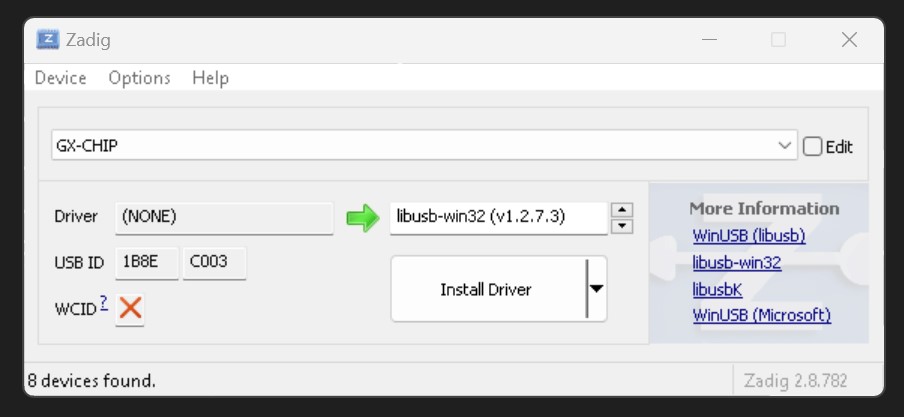 Zadig
Device Options Help
GX-CHIP Edit
Driver (NONE) libusb-win32 (v1.2.7.3)
USB ID 1B8E C003
WCID ?
Install Driver
More Information
WinUSB (libusb)
libusb-win32
libusbK
WinUSB (Microsoft)
8 devices found. Zadig 2.8.782